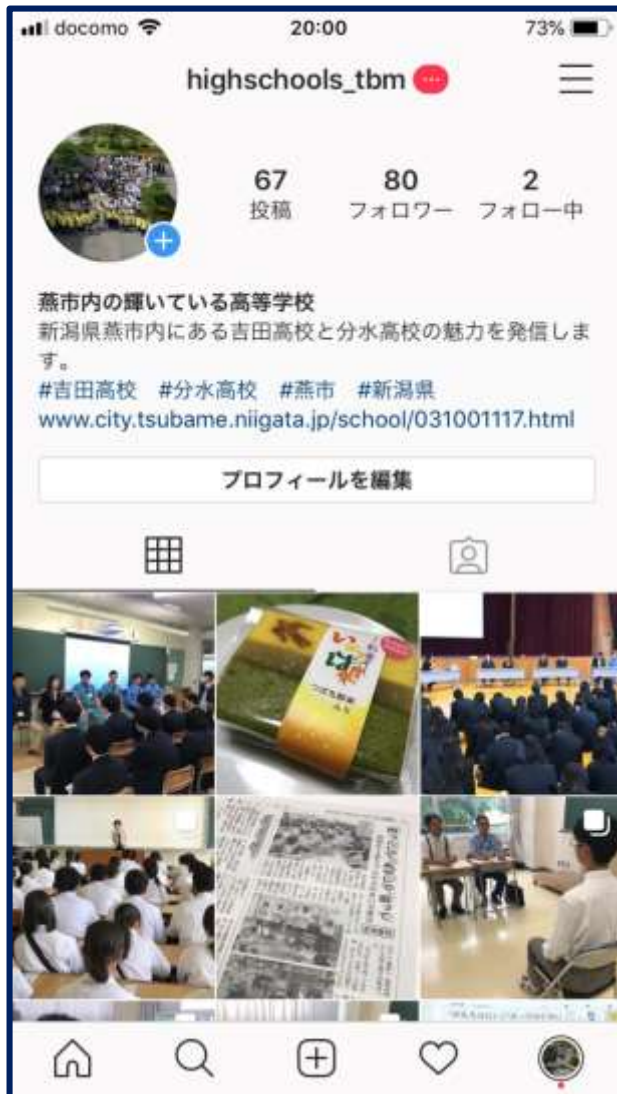 docomo 20:00 73%
highschools_tbm
67 80 2
投稿 フォロワー フォロー中
燕市内の輝いている高等学校
新潟県燕市内にある吉田高校と分水高校の魅力を発信しま
す。
#吉田高校 #分水高校 #燕市 #新潟県
www.city.tsubame.niigata.jp/school/031001117.html
プロフィールを編集